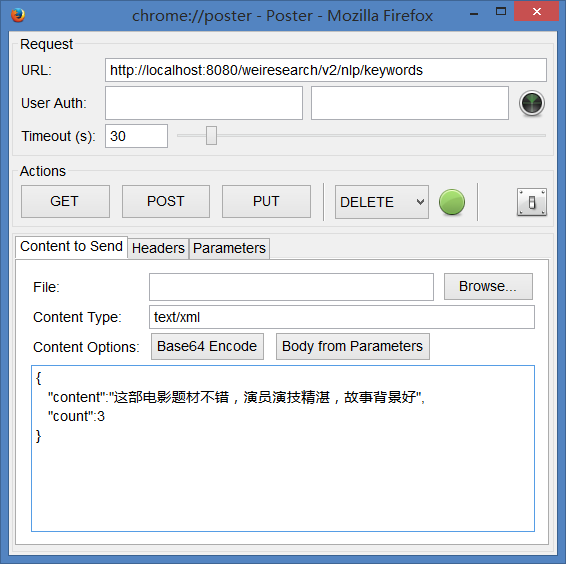 chrome://poster - Poster - Mozilla Firefox
Request
URL: http://localhost:8080/weiresearch/v2/nlp/keywords
User Auth:
Timeout (s): 30
Actions
GET POST PUT DELETE
Content to Send Headers Parameters
File: Browse...
Content Type: text/xml
Content Options: Base64 Encode Body from Parameters
{
"content":"这部电影题材不错，演员演技精湛，故事背景好",
"count":3
}